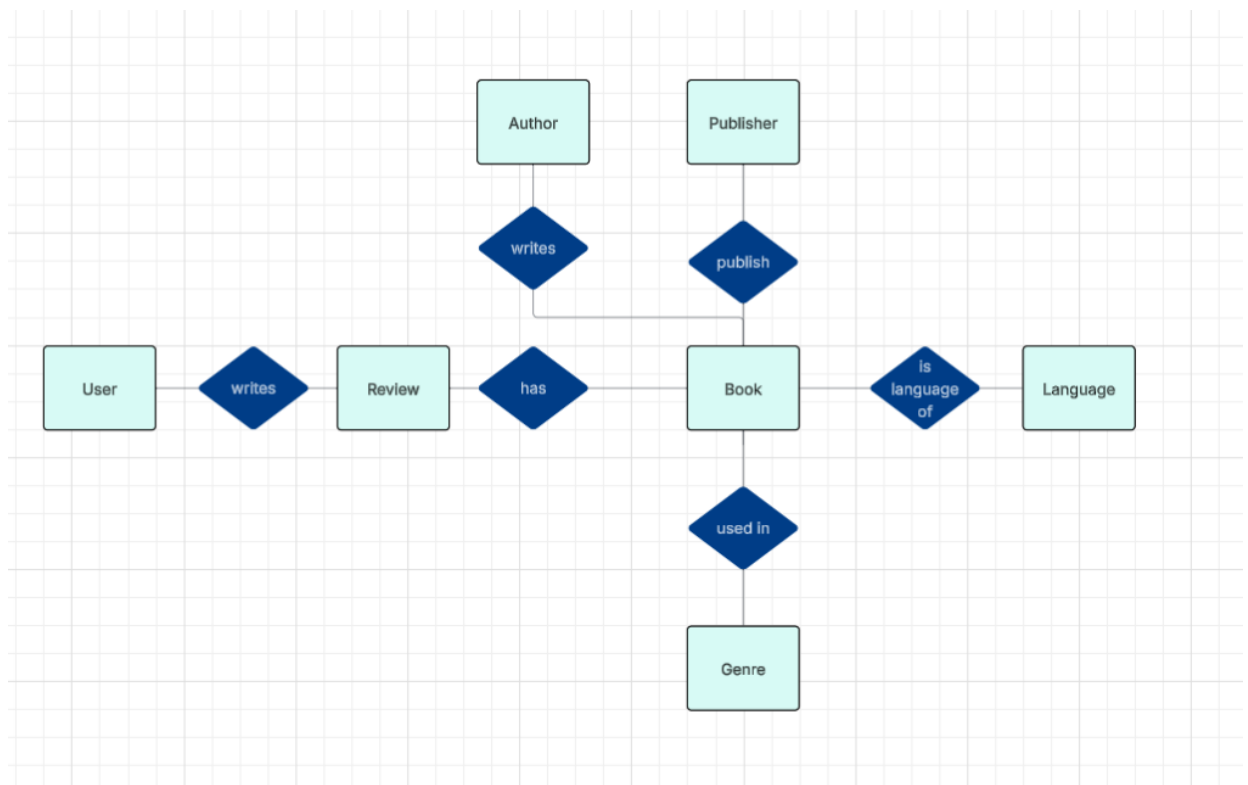 Author
Publisher
writes
publish
User
writes
Review
has
Book
is
language
of
Language
used in
Genre